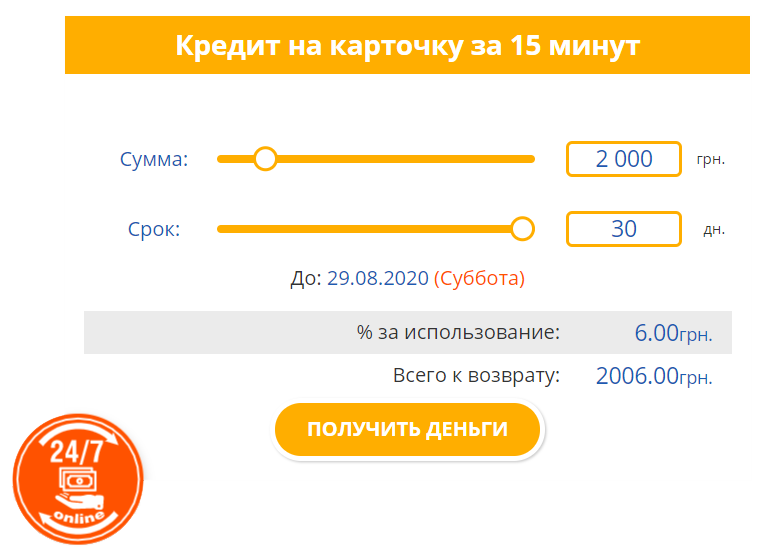 Кредит на карточку за 15 минут
Сумма: 2 000 грн.
Срок: 30 дн.
До: 29.08.2020 (Суббота)
% за использование: 6.00грн.
Всего к возврату: 2006.00грн.
ПОЛУЧИТЬ ДЕНЬГИ
24/7
online